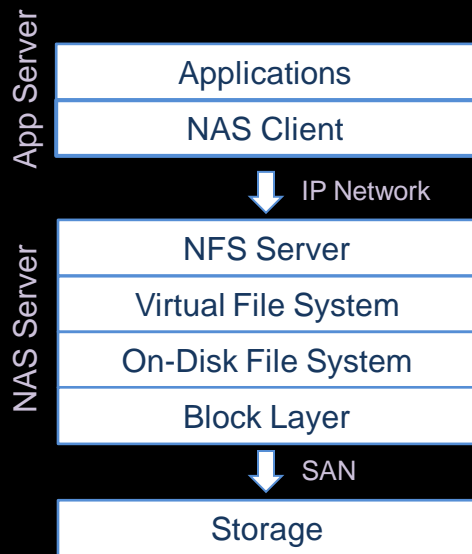 App Server
Applications
NAS Client
IP Network
NAS Server
NFS Server
Virtual File System
On-Disk File System
Block Layer
SAN
Storage